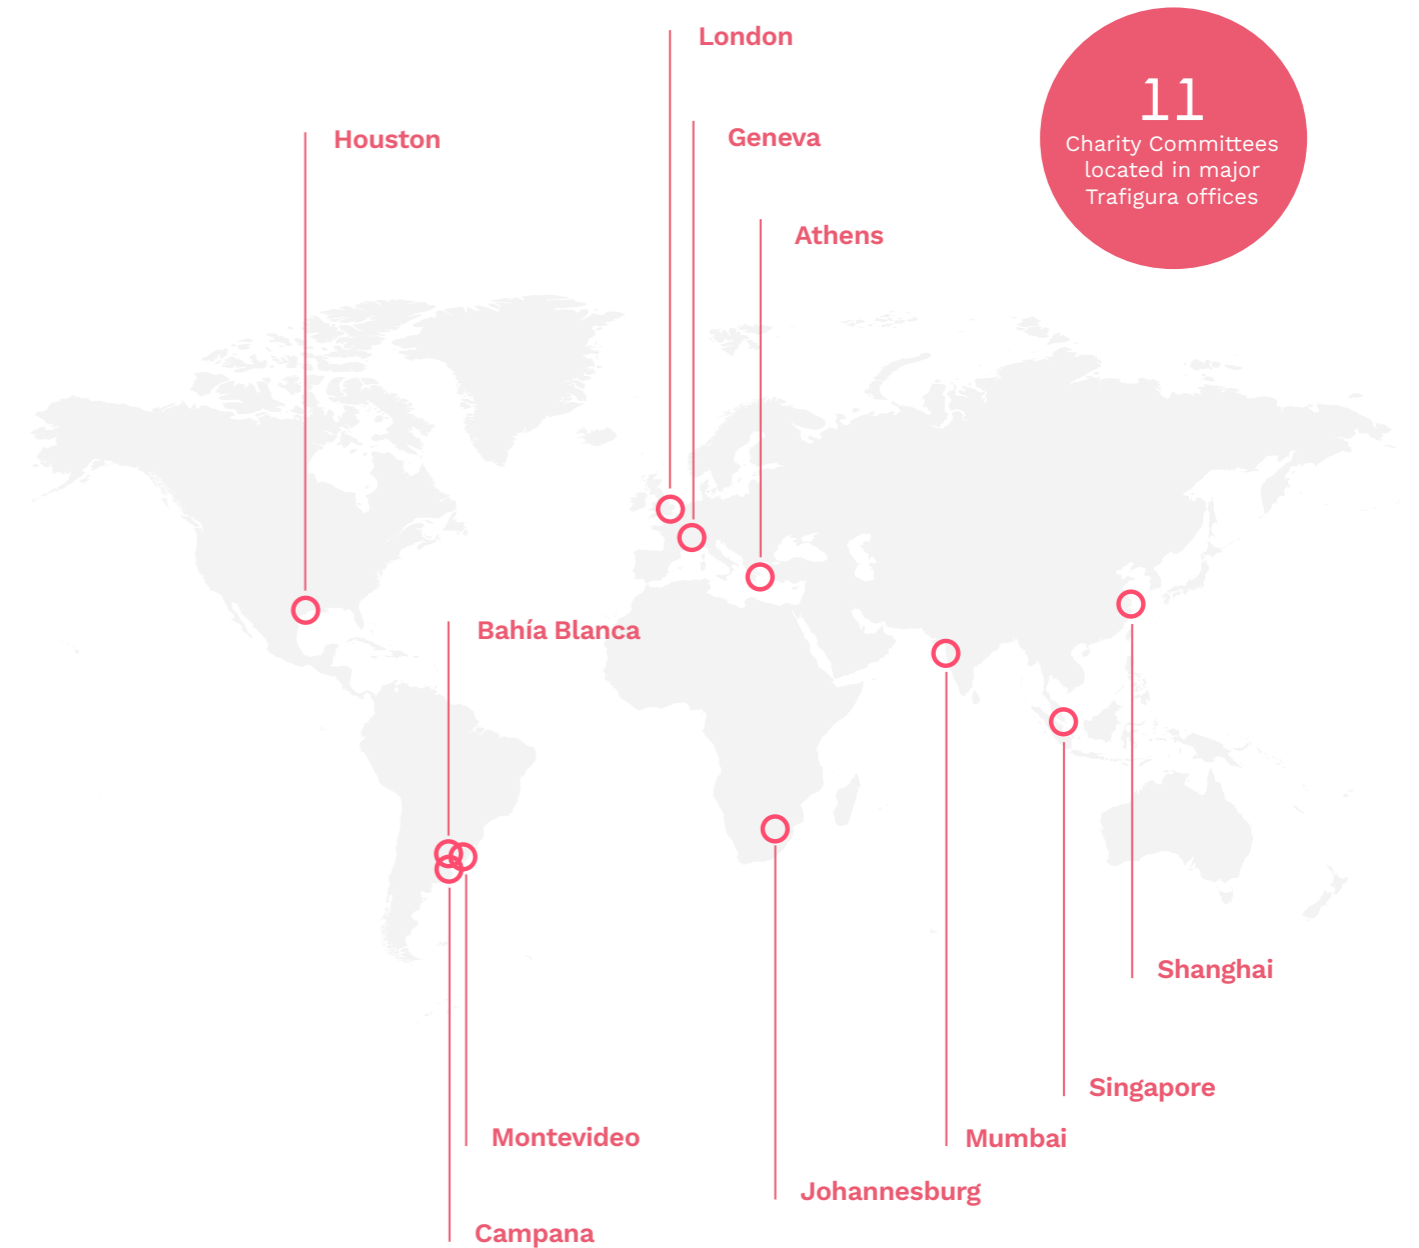 London
11
Charity Committees
located in major
Trafigura offices
Houston
Geneva
Athens
Bahía Blanca
Shanghai
Singapore
Montevideo
Mumbai
Johannesburg
Campana